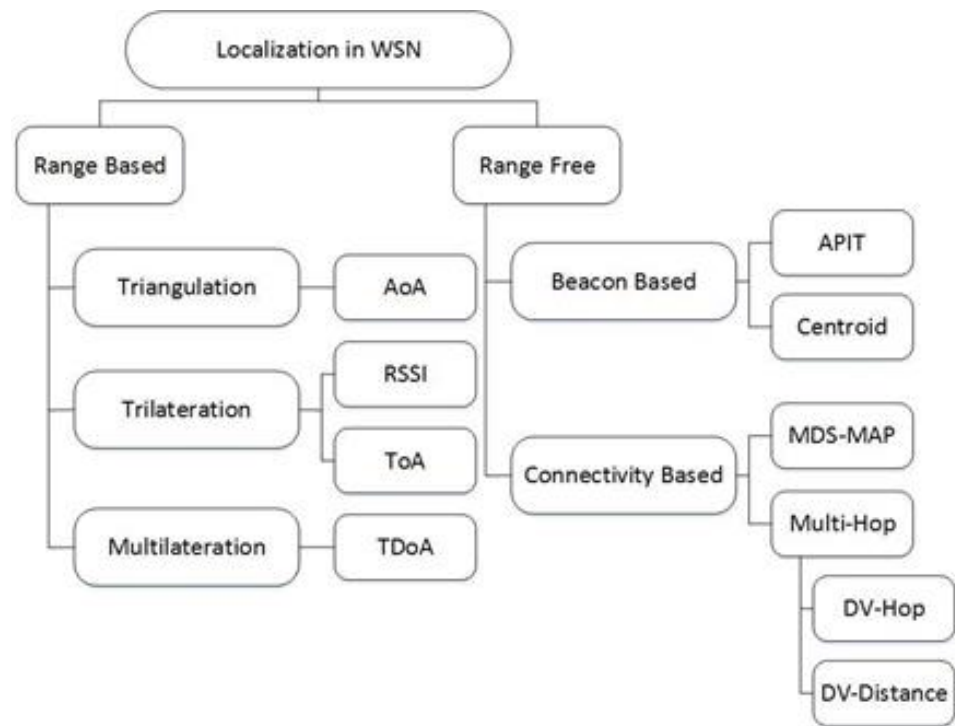 Localization in WSN
Range Based
Range Free
Triangulation
AoA
Trilateration
RSSI
ToA
Multilateration
TDoA
Beacon Based
APIT
Centroid
Connectivity Based
MDS-MAP
Multi-Hop
DV-Hop
DV-Distance